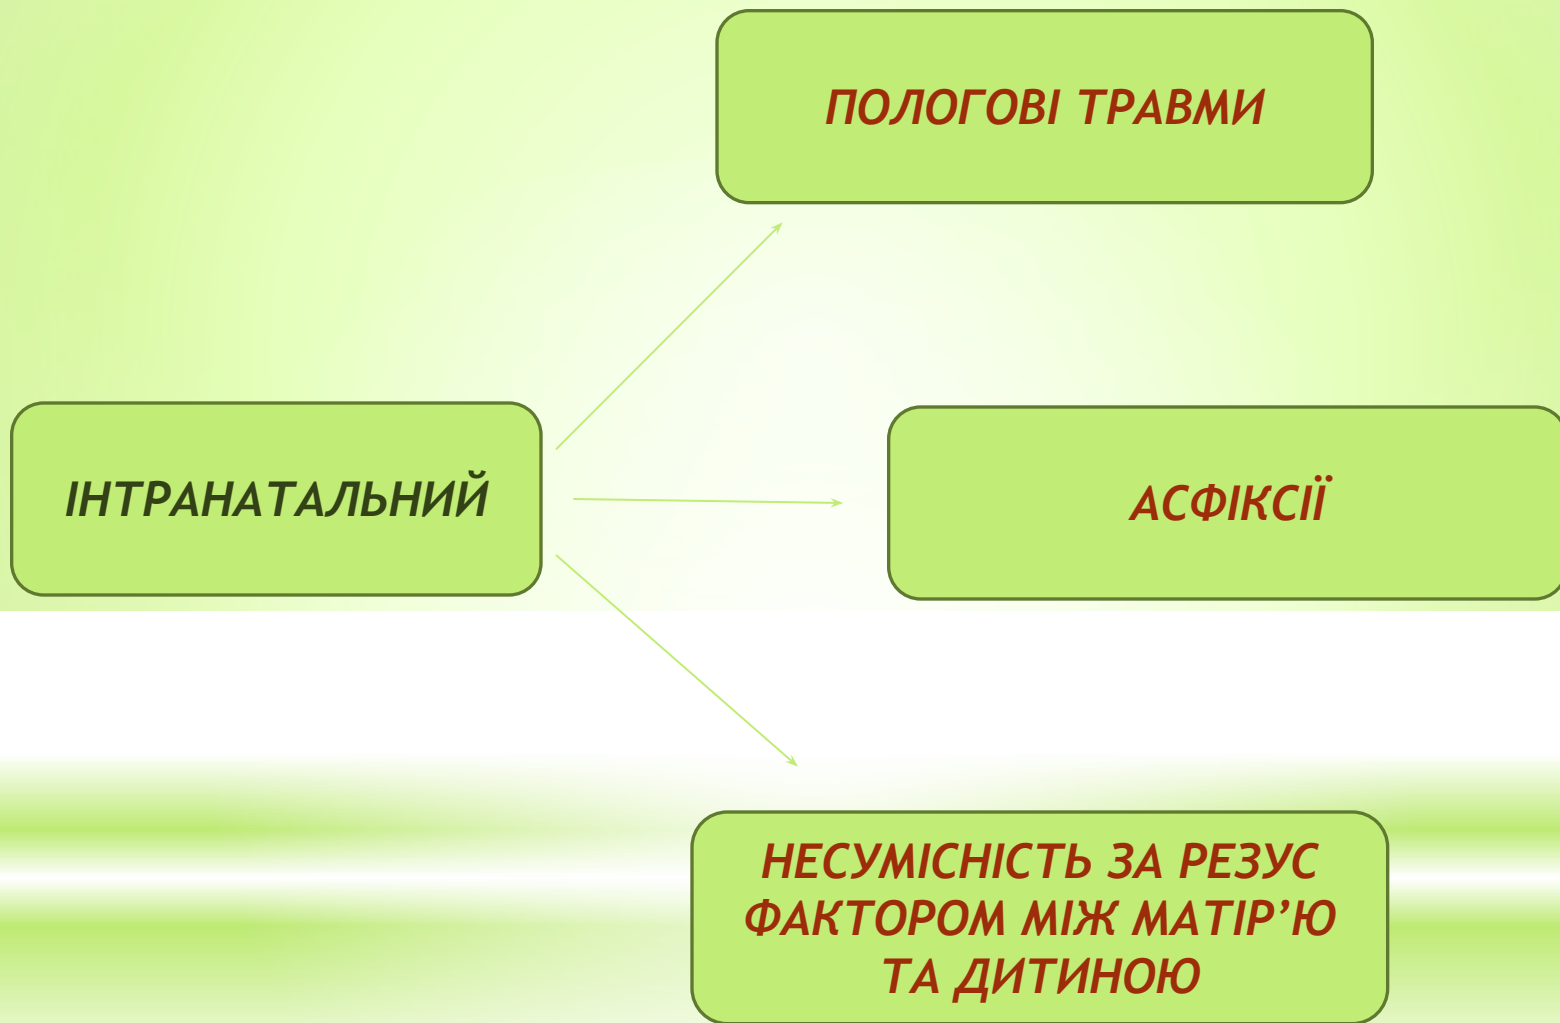 ПОЛОГОВІ ТРАВМИ
ІНТРАНАТАЛЬНИЙ
АСФІКСІЇ
НЕСУМІСНІСТЬ ЗА РЕЗУС
ФАКТОРОМ МІЖ МАТІР’Ю
ТА ДИТИНОЮ